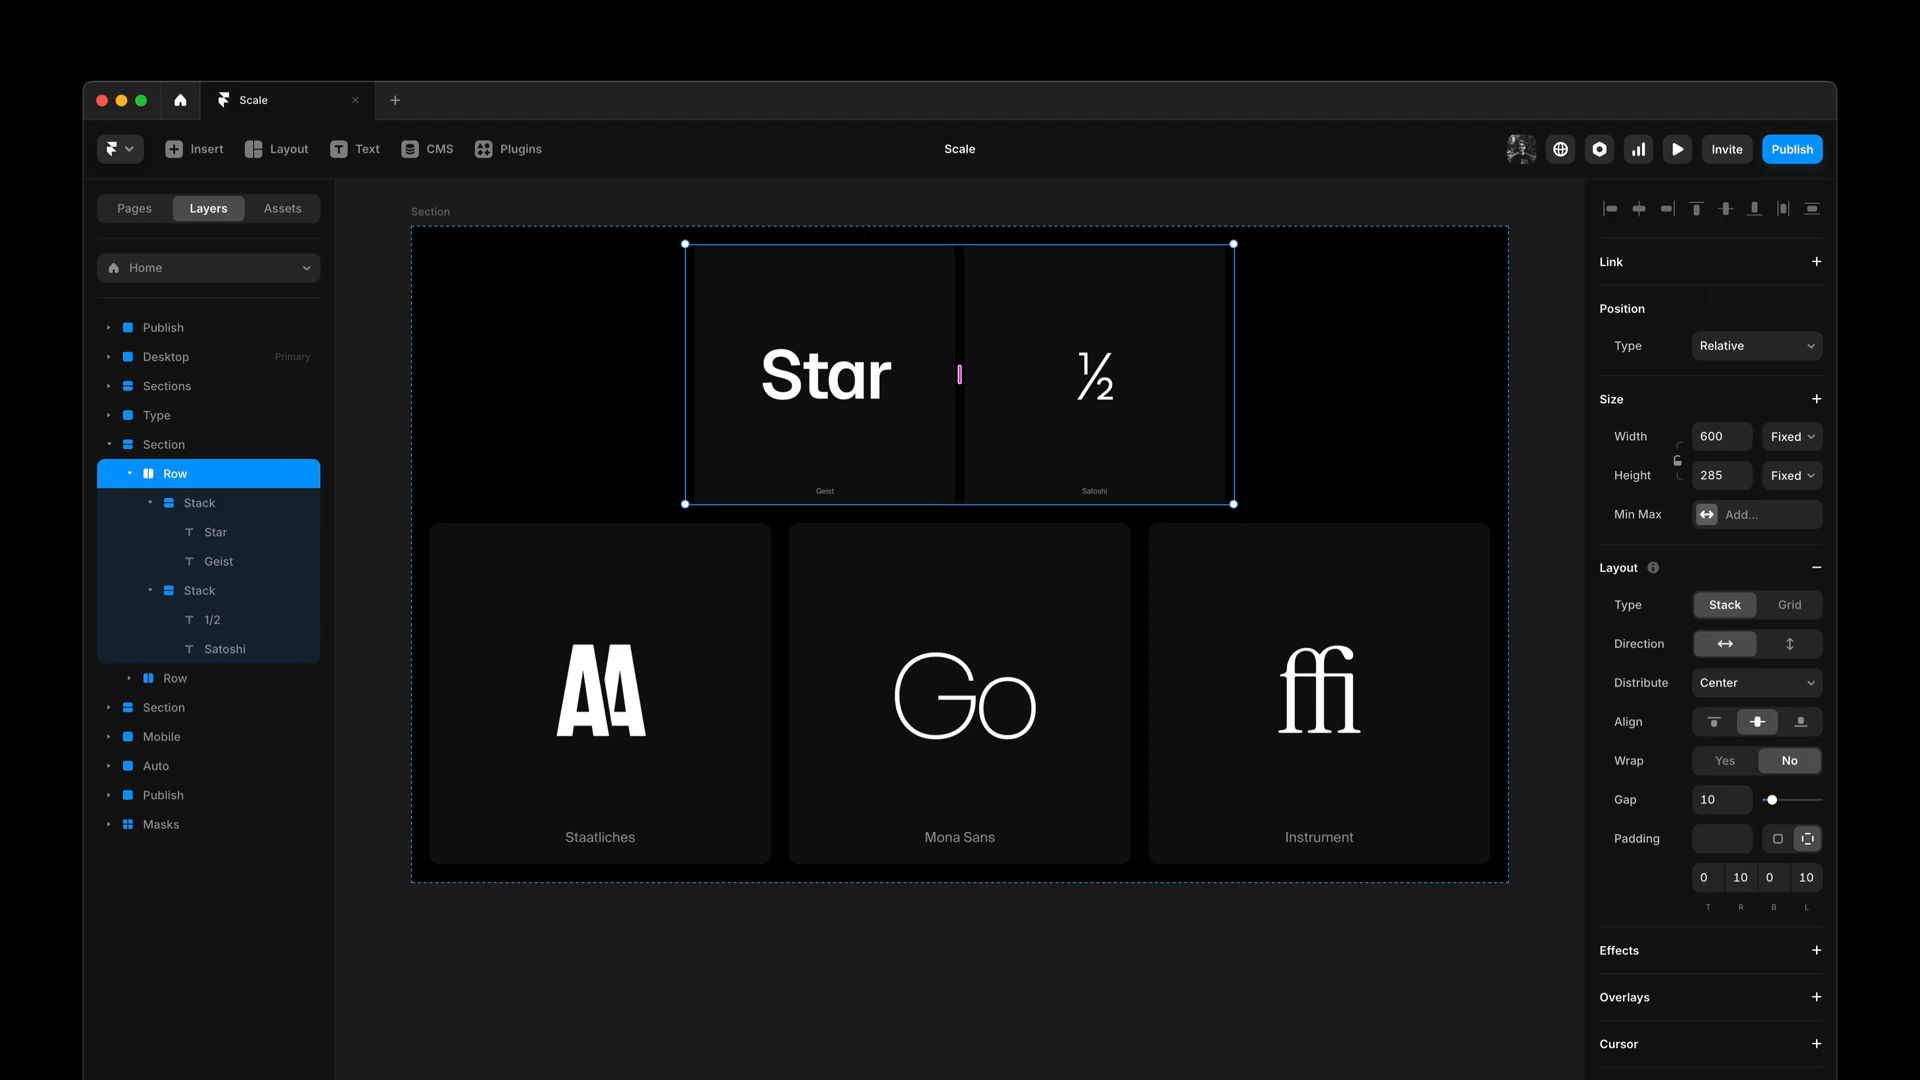 Scale
Insert
Layout
Text
CMS
Plugins
Scale
Invite
Publish
Pages
Layers
Assets
Home
Publish
Desktop
Primary
Sections
Type
Section
Row
Stack
Star
Geist
Stack
1/2
Satoshi
Row
Section
Mobile
Auto
Publish
Masks
Section
Star
½
Geist
Satoshi
AA
Go
ffi
Staatliches
Mona Sans
Instrument
Link
Position
Type
Relative
Size
Width
600
Fixed
Height
285
Fixed
Min Max
Add...
Layout
Type
Stack
Grid
Direction
Distribute
Center
Align
Wrap
Yes
No
Gap
10
Padding
0 10 0 10
T R B L
Effects
Overlays
Cursor